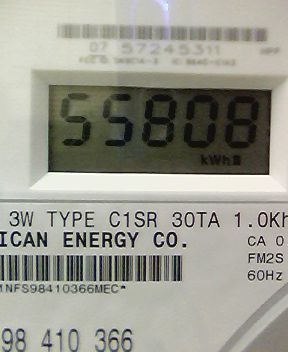 07 57245311
55808
kWh
3W TYPE C1SR 30TA 1.0Kh
ICAN ENERGY CO.
CA 0
FM2S
60Hz
1NFS98410366MEC*
98 410 366